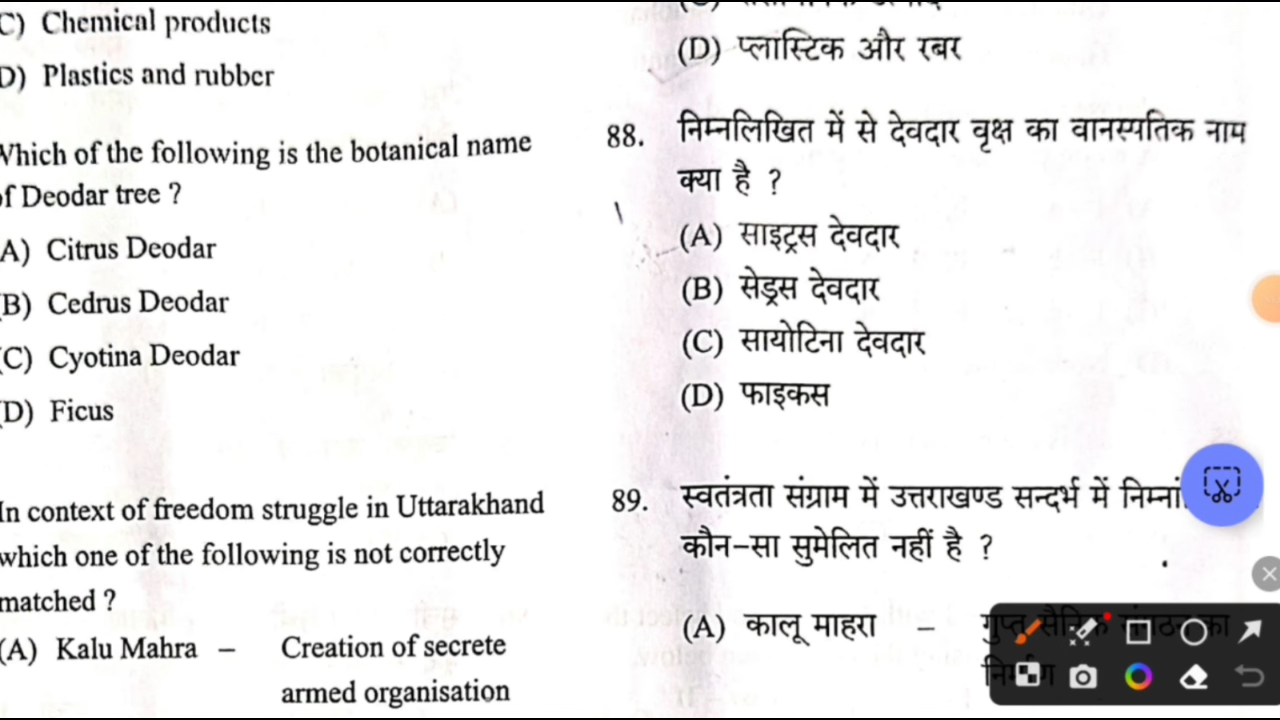 C) Chemical products
D) Plastics and rubber
Which of the following is the botanical name
of Deodar tree ?
A) Citrus Deodar
(B) Cedrus Deodar
(C) Cyotina Deodar
(D) Ficus
In context of freedom struggle in Uttarakhand
which one of the following is not correctly
matched ?
(A) Kalu Mahra – Creation of secrete
armed organisation
(D) प्लास्टिक और रबर
88. निम्नलिखित में से देवदार वृक्ष का वानस्पतिक नाम
क्या है ?
(A) साइट्रस देवदार
(B) सेड्रस देवदार
(C) सायोटिना देवदार
(D) फाइकस
89. स्वतंत्रता संग्राम में उत्तराखण्ड सन्दर्भ में
कौन-सा सुमेलित नहीं है ?
(A) कालू माहरा – गुप्त सैनिक संगठन का